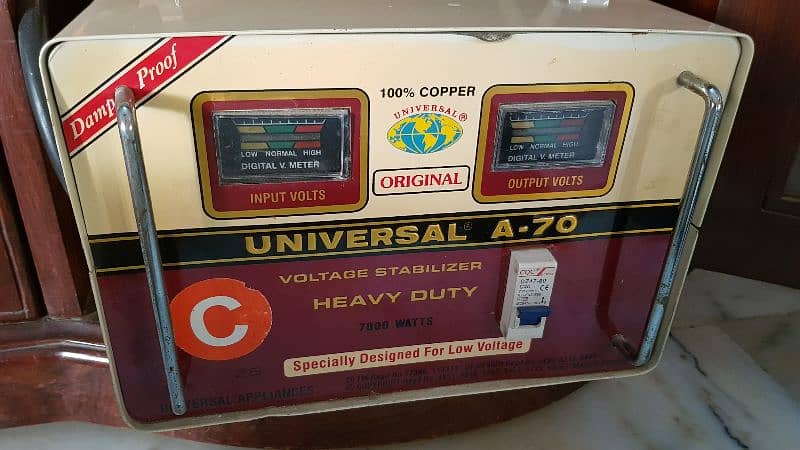 Damp Proof
100% COPPER
UNIVERSAL®
ORIGINAL
LOW NORMAL HIGH
DIGITAL V. METER
INPUT VOLTS
LOW NORMAL HIGH
DIGITAL V. METER
OUTPUT VOLTS
UNIVERSAL® A-70
VOLTAGE STABILIZER
HEAVY DUTY
7000 WATTS
C
Specially Designed For Low Voltage
UNIVERSAL APPLIANCES